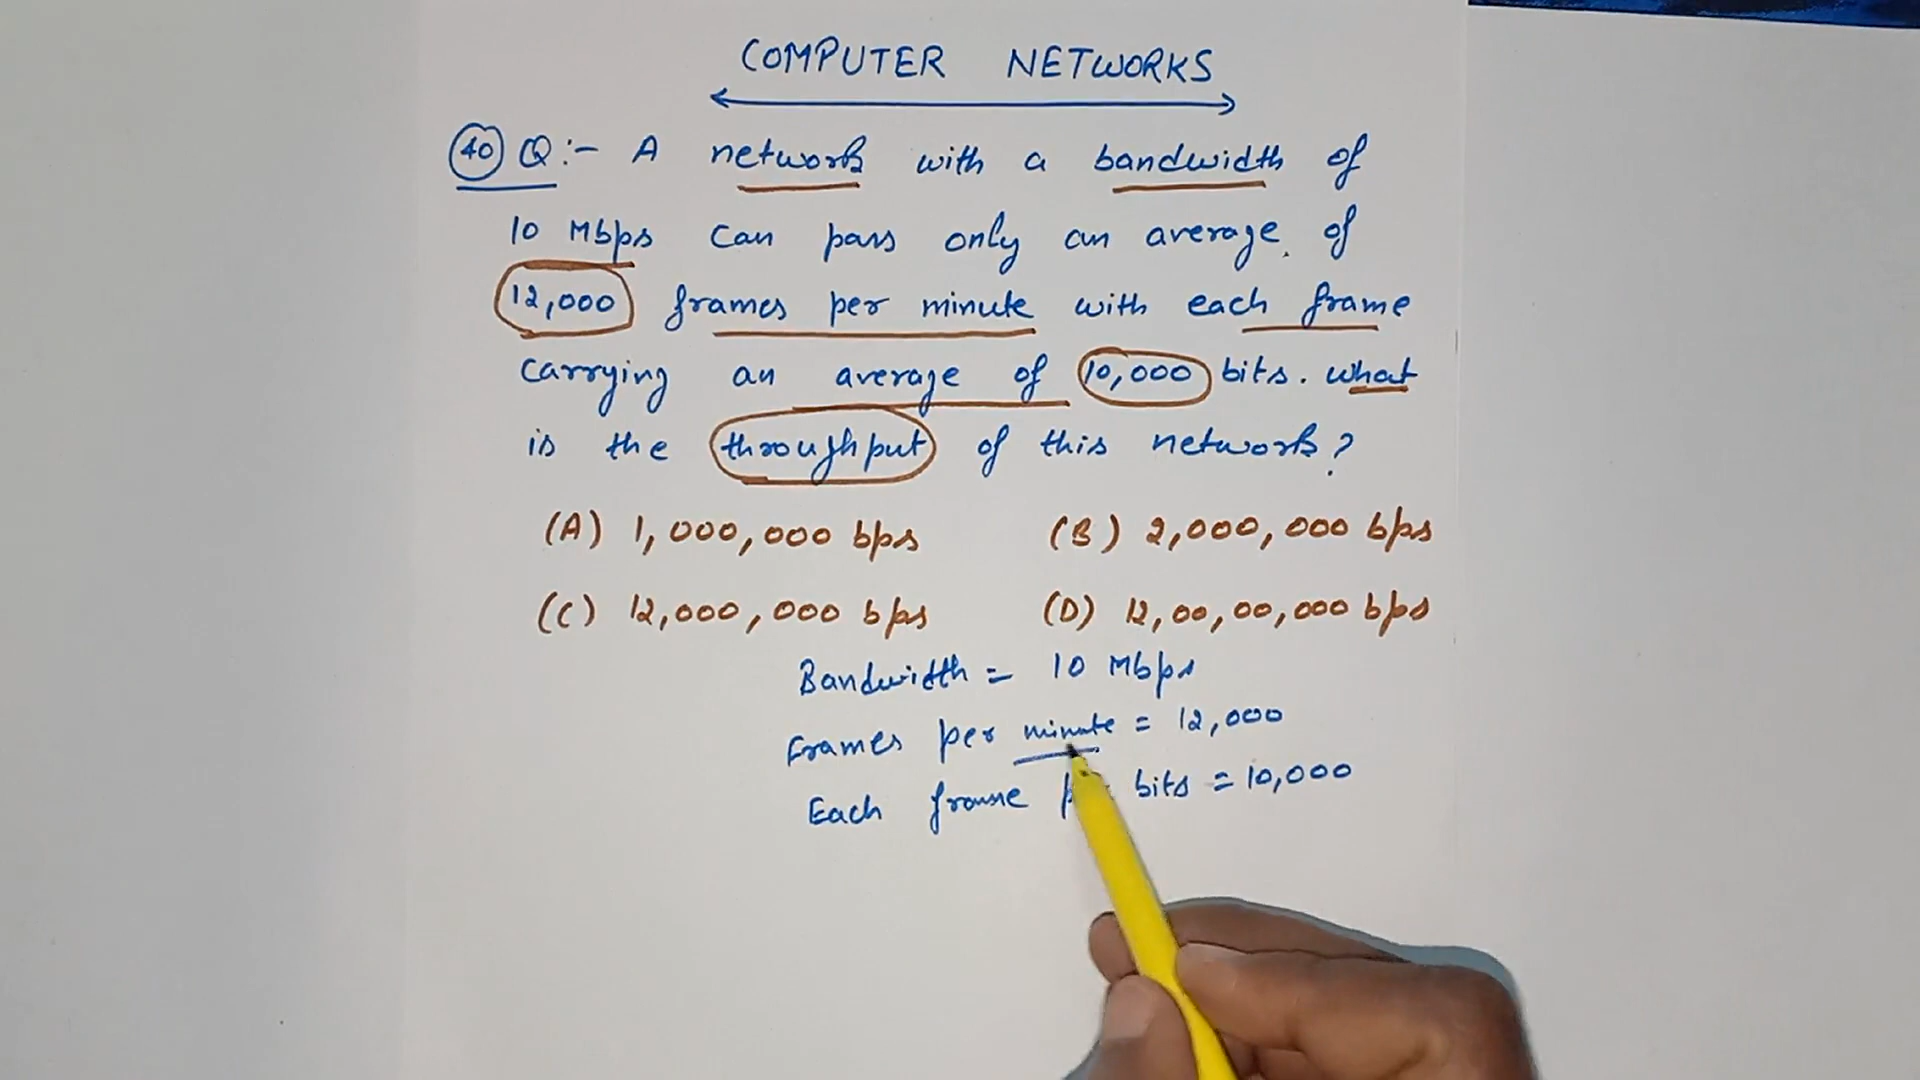 COMPUTER NETWORKS
40 Q:- A network with a bandwidth of
10 Mbps can pass only an average of
12,000 frames per minute with each frame
carrying an average of 10,000 bits. what
is the throughput of this network?
(A) 1,000,000 bps (B) 2,000,000 bps
(C) 12,000,000 bps (D) 12,00,00,000 bps
Bandwidth = 10 Mbps
Frames per minute = 12,000
Each frame bits = 10,000